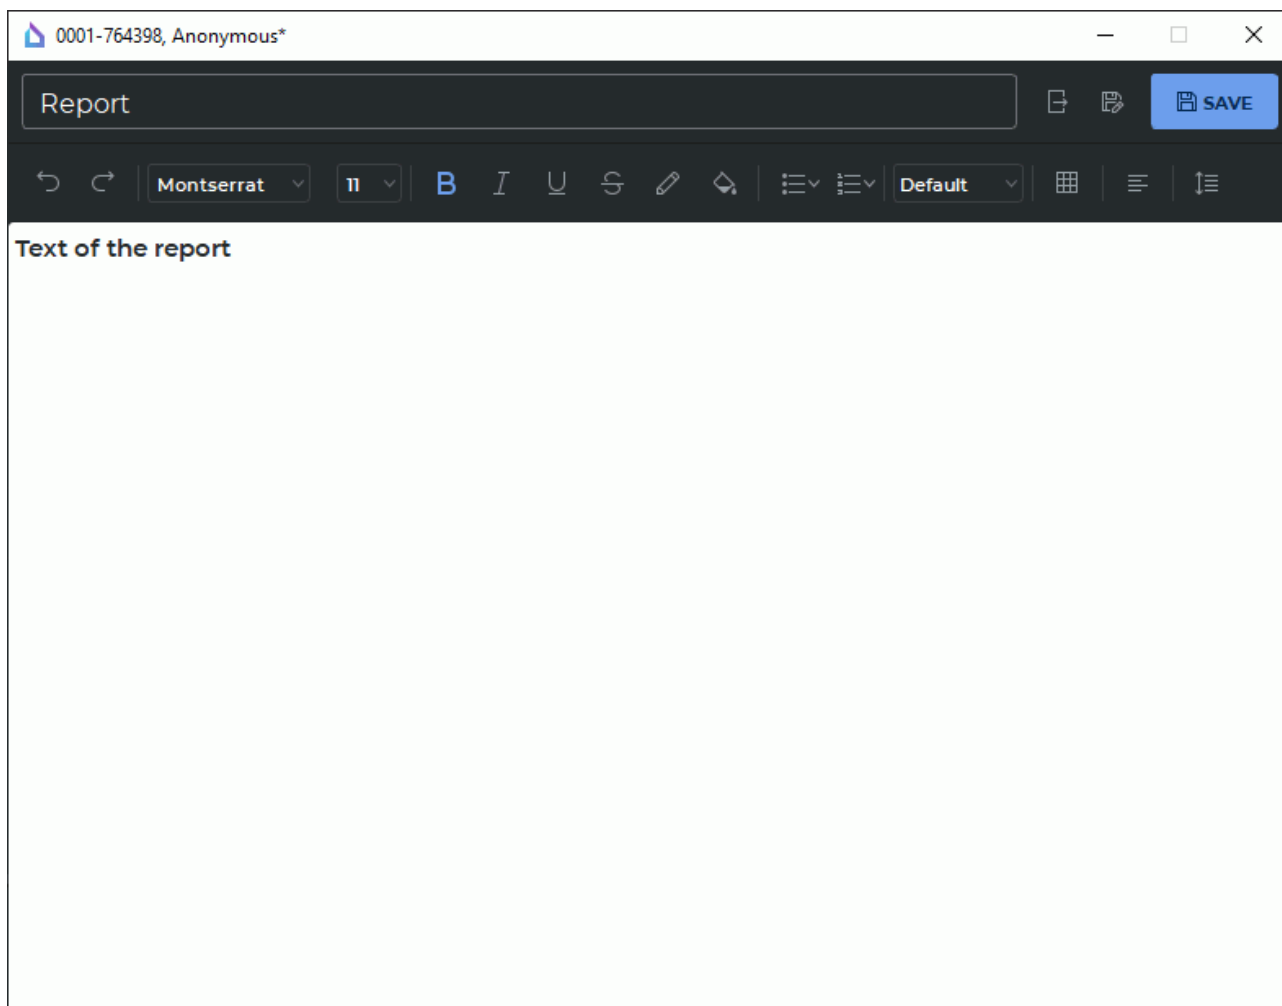 0001-764398, Anonymous*
Report
SAVE
Montserrat 11 B I U S Default
Text of the report